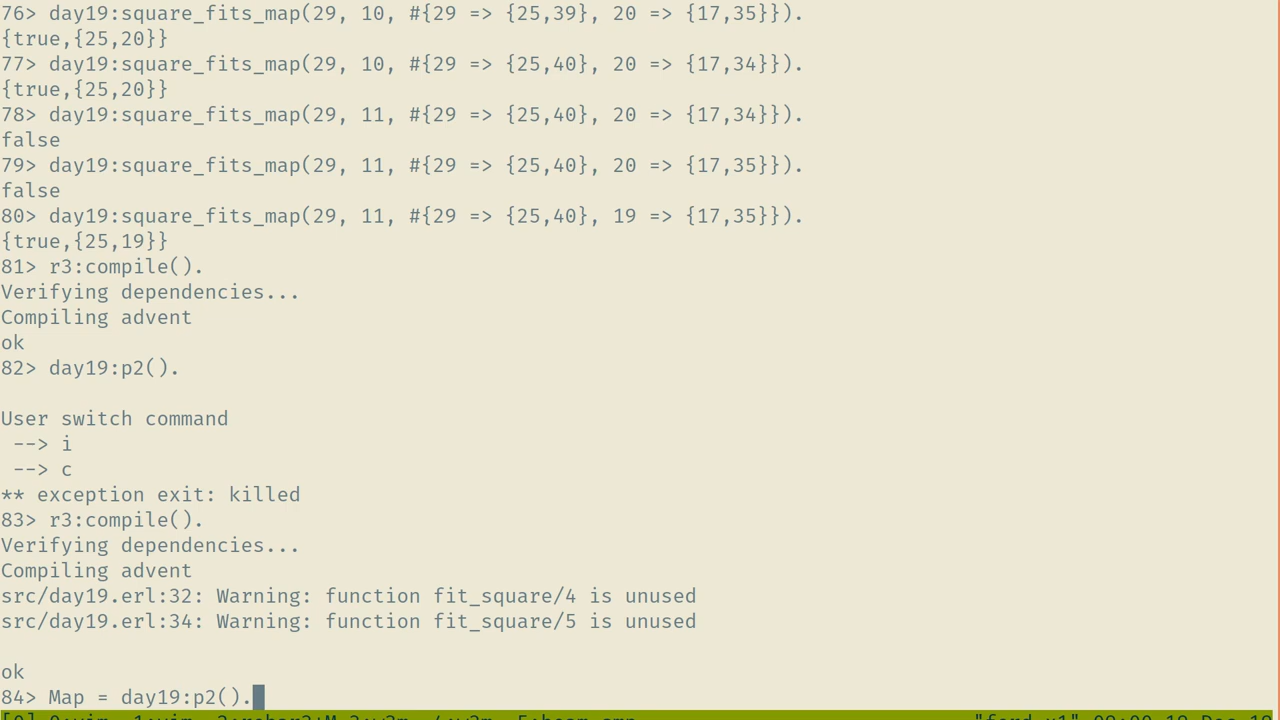 76> day19:square_fits_map(29, 10, #{29 => {25,39}, 20 => {17,35}}).
{true,{25,20}}
77> day19:square_fits_map(29, 10, #{29 => {25,40}, 20 => {17,34}}).
{true,{25,20}}
78> day19:square_fits_map(29, 11, #{29 => {25,40}, 20 => {17,34}}).
false
79> day19:square_fits_map(29, 11, #{29 => {25,40}, 20 => {17,35}}).
false
80> day19:square_fits_map(29, 11, #{29 => {25,40}, 19 => {17,35}}).
{true,{25,19}}
81> r3:compile().
Verifying dependencies...
Compiling advent
ok
82> day19:p2().
User switch command
--> i
--> c
** exception exit: killed
83> r3:compile().
Verifying dependencies...
Compiling advent
src/day19.erl:32: Warning: function fit_square/4 is unused
src/day19.erl:34: Warning: function fit_square/5 is unused
ok
84> Map = day19:p2().